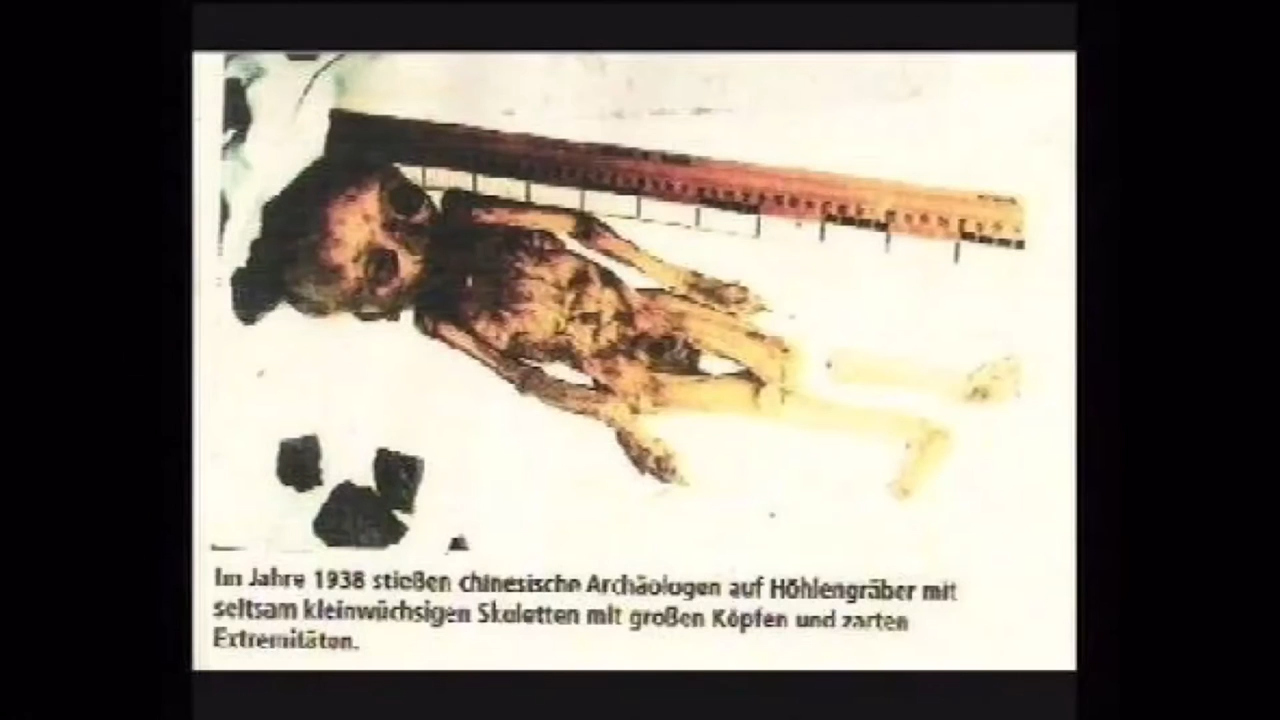 Im Jahre 1938 stießen chinesische Archäologen auf Höhlengräber mit
seltsam kleinwüchsigen Skeletten mit großen Köpfen und zarten
Extremitäten.